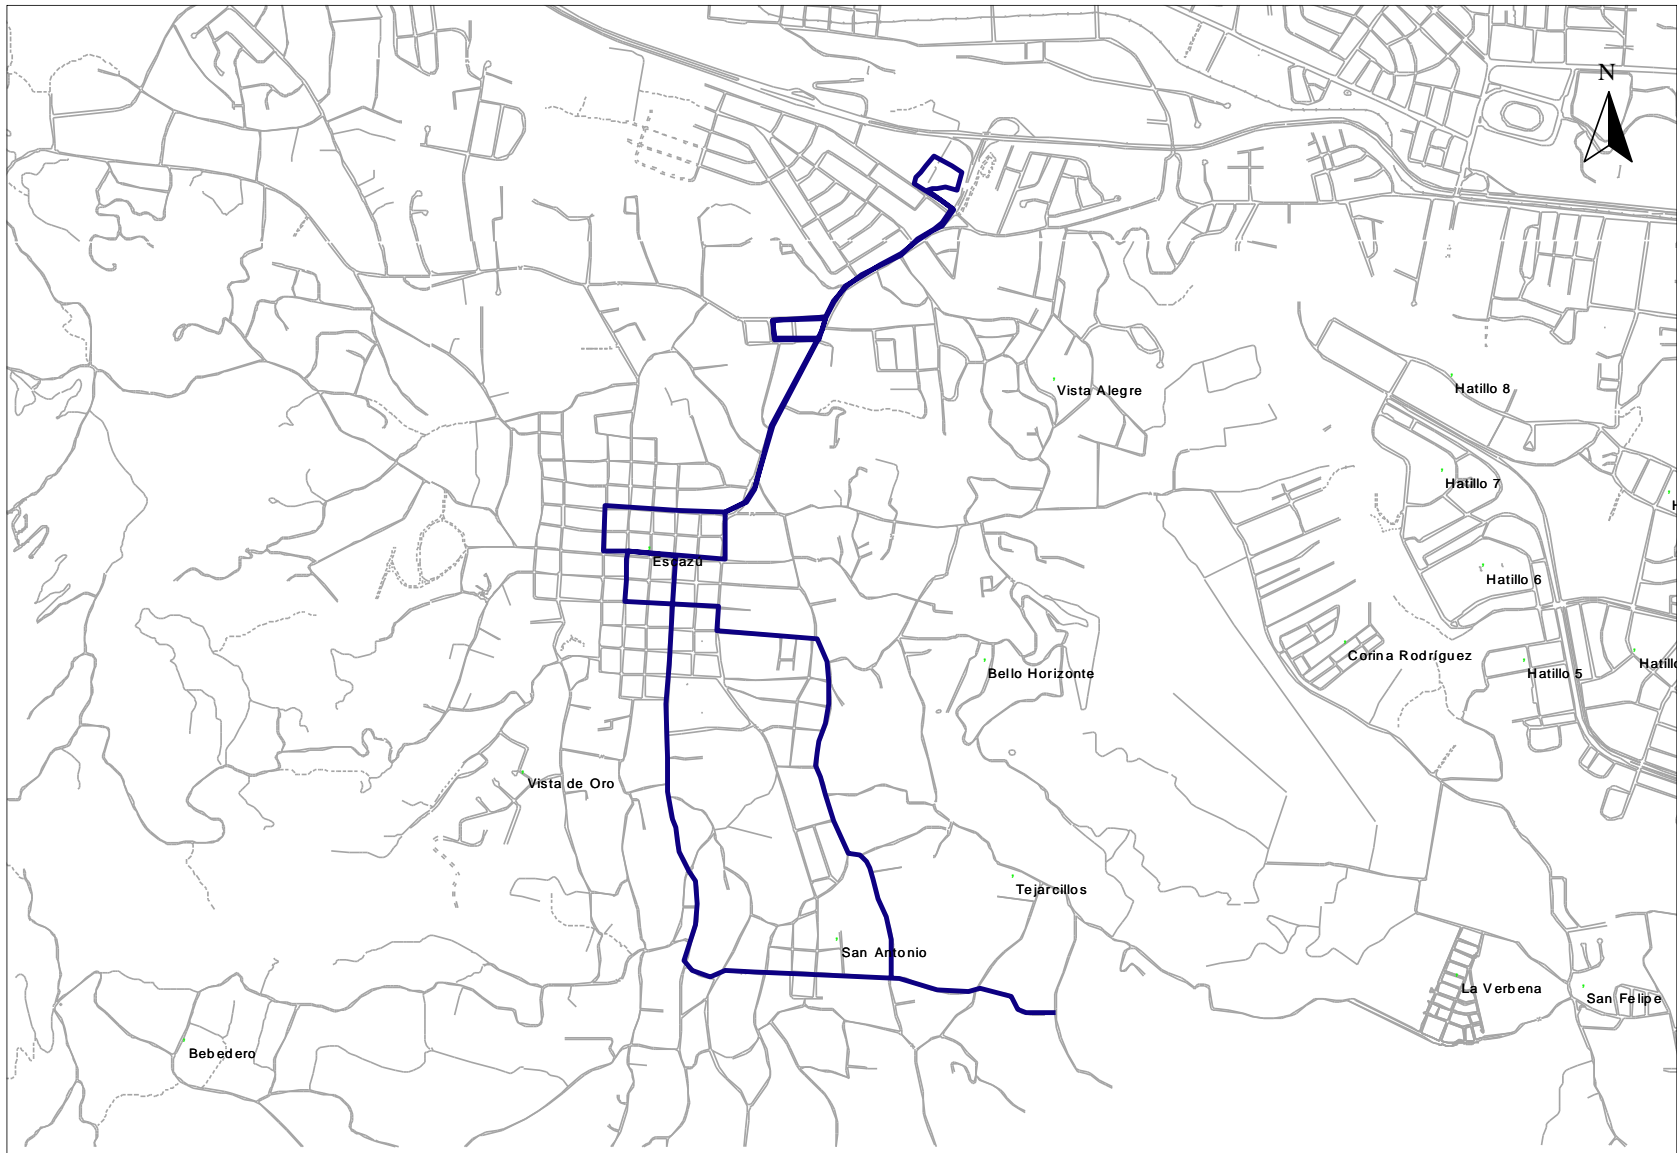 N
Vista Alegre
Hatillo 8
Hatillo 7
Escazú
Hatillo 6
Corina Rodríguez
Hatillo 5
Bello Horizonte
Vista de Oro
Tejarcillos
San Antonio
La Verbena
San Felipe
Bebedero